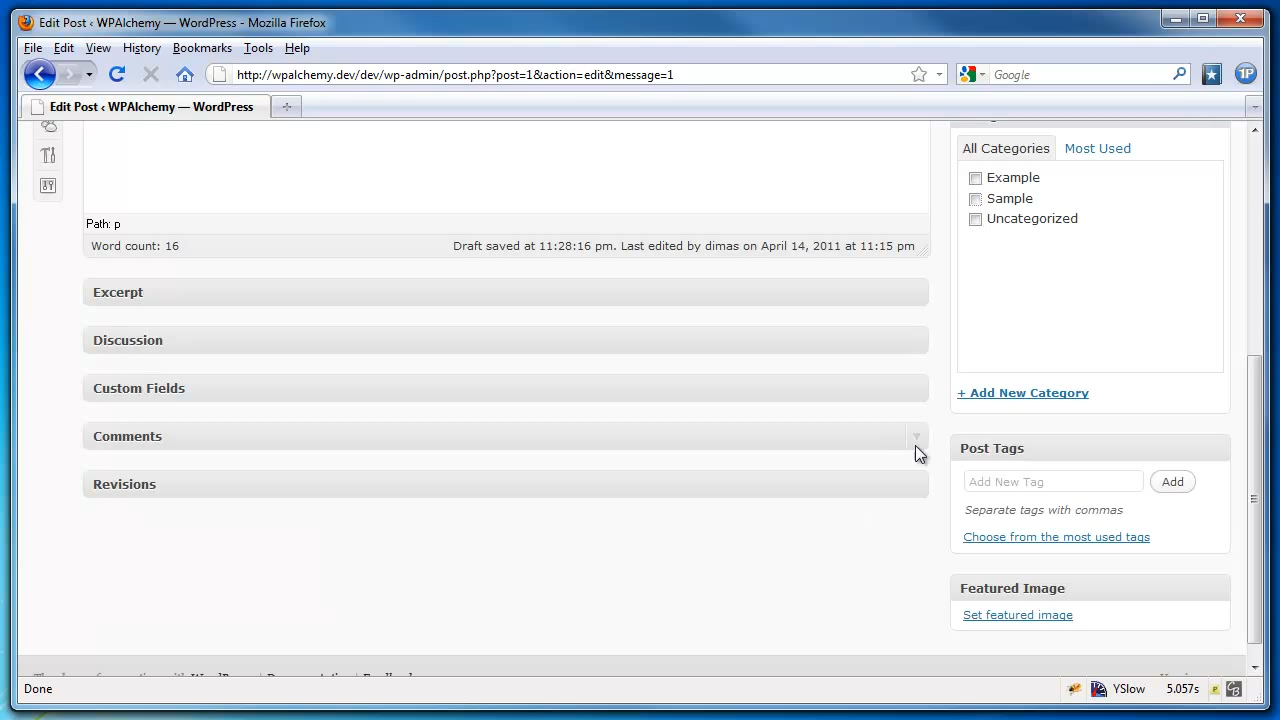 Edit Post ‹ WPAlchemy — WordPress - Mozilla Firefox
File Edit View History Bookmarks Tools Help
http://wpalchemy.dev/dev/wp-admin/post.php?post=1&action=edit&message=1
Google
1P
Edit Post ‹ WPAlchemy — WordPress
All Categories Most Used
Example
Sample
Uncategorized
Path: p
Word count: 16
Draft saved at 11:28:16 pm. Last edited by dimas on April 14, 2011 at 11:15 pm
Excerpt
Discussion
Custom Fields
Comments
Revisions
+ Add New Category
Post Tags
Add New Tag
Add
Separate tags with commas
Choose from the most used tags
Featured Image
Set featured image
Done
YSlow
5.057s